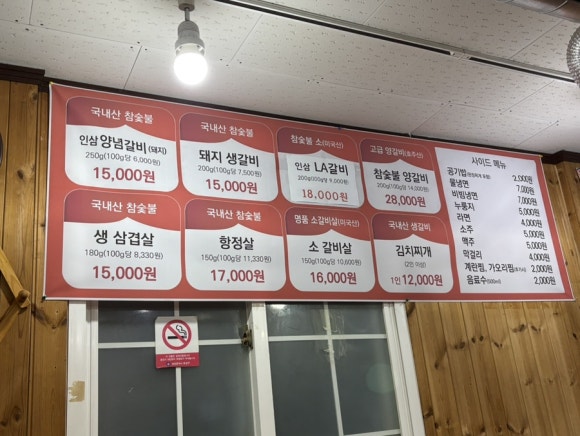 국내산 참숯불
인삼 양념갈비 (돼지)
250g(100g당 6,000원)
15,000원
국내산 참숯불
돼지 생갈비
200g(100g당 7,500원)
15,000원
참숯불 소(미국산)
인삼 LA갈비
200g(100g당 9,000원)
18,000원
고급 양갈비(호주산)
참숯불 양갈비
200g(100g당 14,000원)
28,000원
국내산 참숯불
생 삼겹살
180g(100g당 8,330원)
15,000원
국내산 참숯불
항정살
150g(100g당 11,330원)
17,000원
명품 소갈비살(미국산)
소 갈비살
150g(100g당 10,600원)
16,000원
국내산 생갈비
김치찌개
(2인 이상)
1인 12,000원
사이드 메뉴
공기밥 2,000원
물냉면 7,000원
비빔냉면 7,000원
누룽지 5,000원
라면 4,000원
소주 5,000원
맥주 5,000원
막걸리 4,000원
계란찜, 가오리찜 2,000원
음료수(500ml) 2,000원